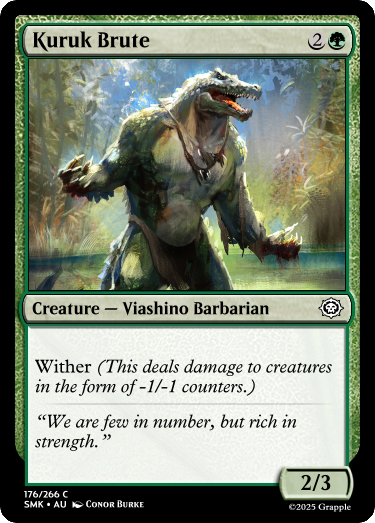 Kuruk Brute 2
Creature — Viashino Barbarian
Wither (This deals damage to creatures
in the form of -1/-1 counters.)
“We are few in number, but rich in
strength.”
2/3
176/266 C
SMK • AU Conor Burke
©2025 Grapple